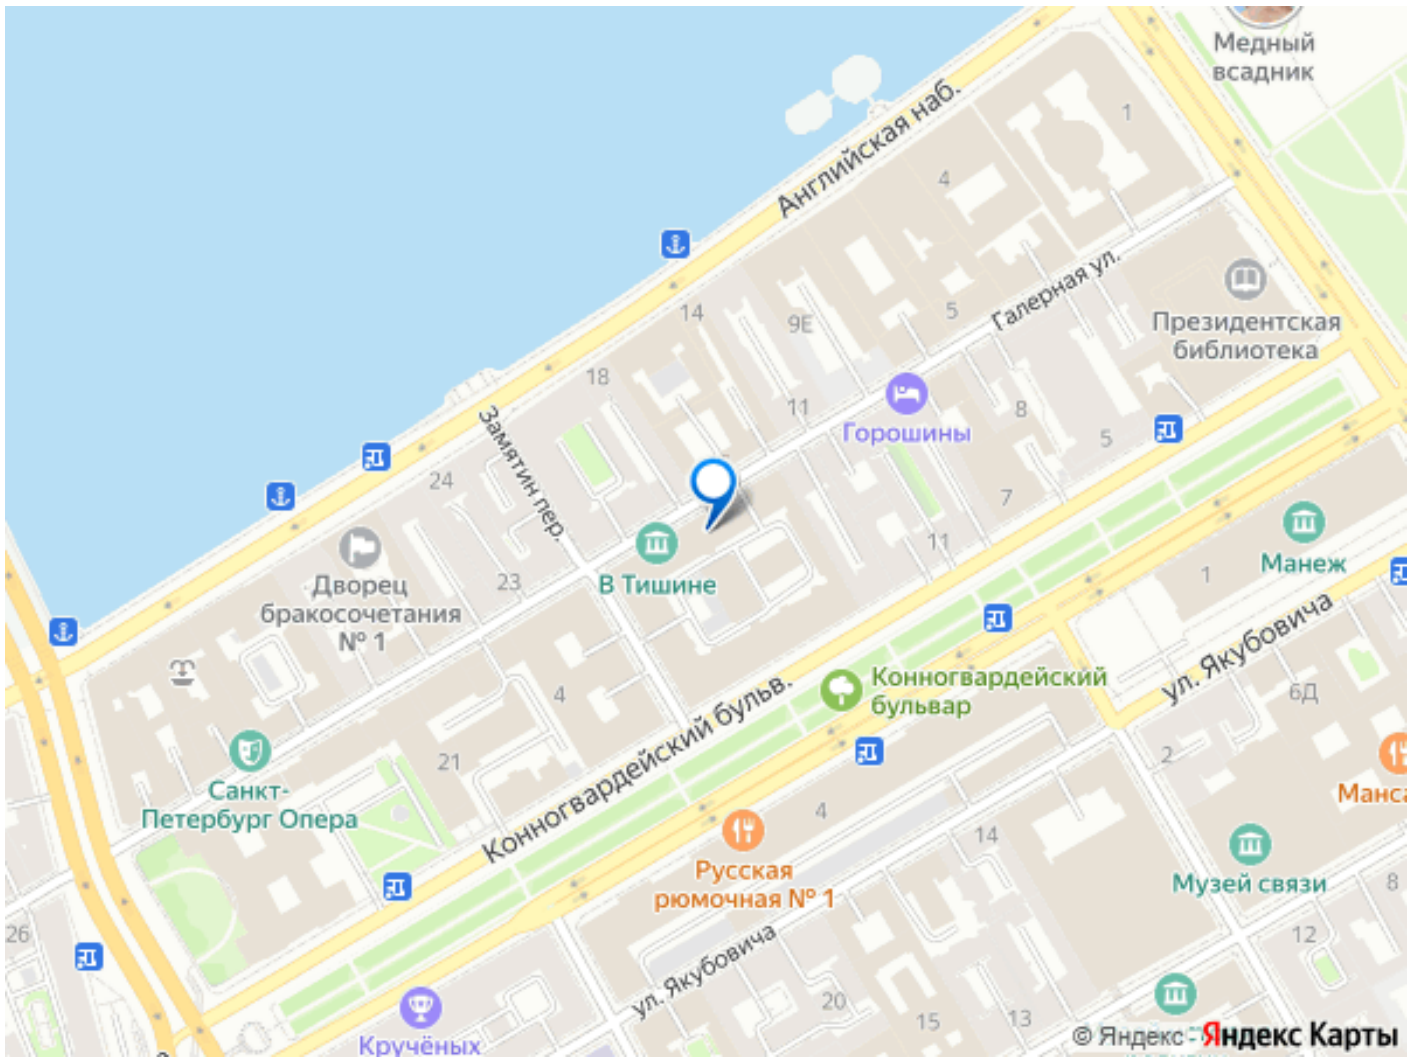 Медный
всадник
1
Английская наб.
4
Галерная ул.
5
14
9Е
Президентская
библиотека
18
11
Горошины
8
5
Замятин пер.
24
7
11
Манеж
В Тишине
1
Дворец
бракосочетания
№ 1
23
ул. Якубовича
Конногвардейский
бульвар
6Д
4
Конногвардейский бульв.
2
21
Санкт-
Петербург Опера
4
14
Русская
рюмочная № 1
Музей связи
8
26
12
ул. Якубовича
20
15
13
Кручёных
© Яндекс
Яндекс Карты